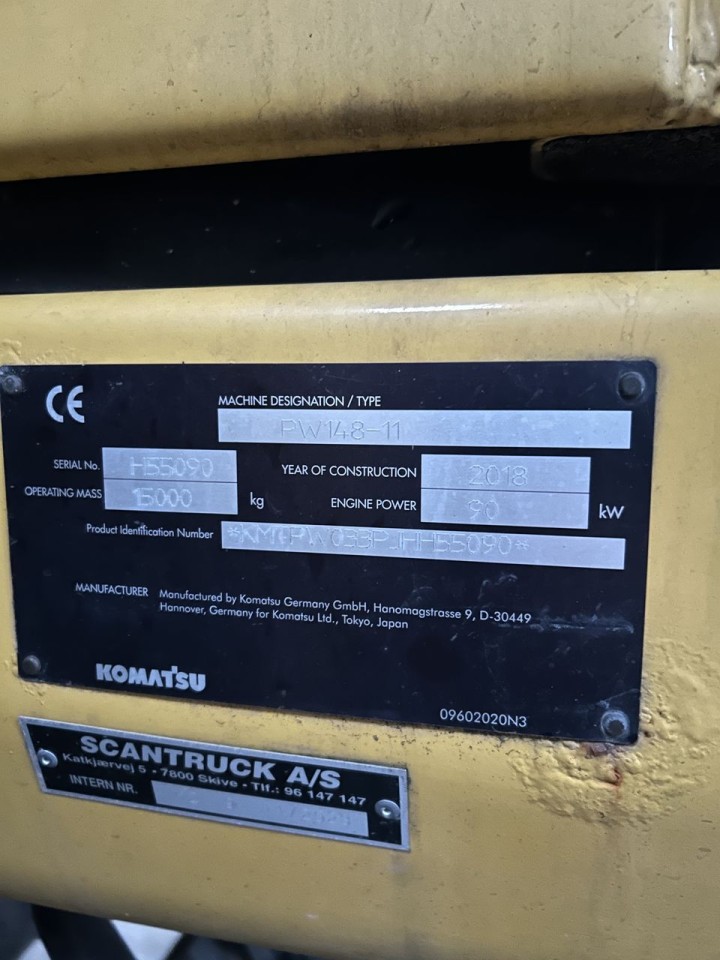 CE
MACHINE DESIGNATION / TYPE
PW148-11
SERIAL No. H55090
YEAR OF CONSTRUCTION 2018
OPERATING MASS 15000 kg
ENGINE POWER 90 kW
Product Identification Number
MANUFACTURER Manufactured by Komatsu Germany GmbH, Hanomagstrasse 9, D-30449
Hannover, Germany for Komatsu Ltd., Tokyo, Japan
KOMATSU
09602020N3
SCANTRUCK A/S
Katkjærvej 5 - 7800 Skive - Tlf.: 96 147 147
INTERN NR.